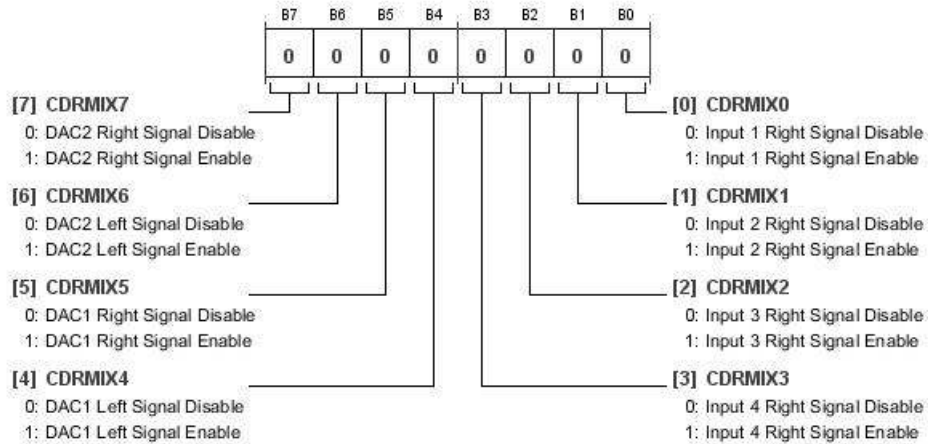 B7 B6 B5 B4 B3 B2 B1 B0
0 0 0 0 0 0 0 0
[7] CDRMIX7
0: DAC2 Right Signal Disable
1: DAC2 Right Signal Enable
[6] CDRMIX6
0: DAC2 Left Signal Disable
1: DAC2 Left Signal Enable
[5] CDRMIX5
0: DAC1 Right Signal Disable
1: DAC1 Right Signal Enable
[4] CDRMIX4
0: DAC1 Left Signal Disable
1: DAC1 Left Signal Enable
[0] CDRMIX0
0: Input 1 Right Signal Disable
1: Input 1 Right Signal Enable
[1] CDRMIX1
0: Input 2 Right Signal Disable
1: Input 2 Right Signal Enable
[2] CDRMIX2
0: Input 3 Right Signal Disable
1: Input 3 Right Signal Enable
[3] CDRMIX3
0: Input 4 Right Signal Disable
1: Input 4 Right Signal Enable